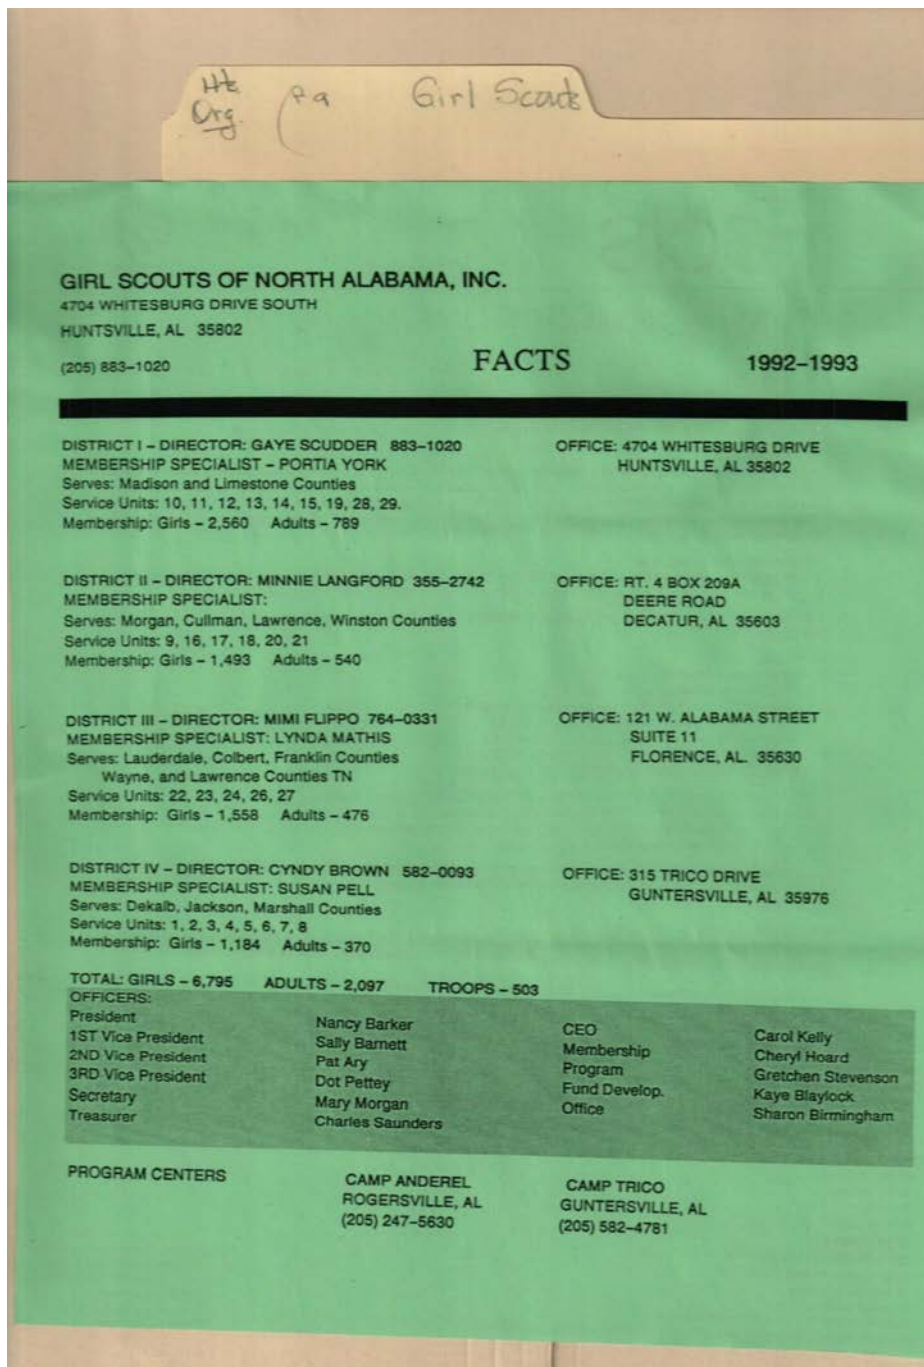 Org.
Girl Scouts
GIRL SCOUTS OF NORTH ALABAMA, INC.
4704 WHITESBURG DRIVE SOUTH
HUNTSVILLE, AL 35802
(205) 883-1020 FACTS 1992-1993
DISTRICT I - DIRECTOR: GAYE SCUDDER 883-1020 OFFICE: 4704 WHITESBURG DRIVE
MEMBERSHIP SPECIALIST - PORTIA YORK HUNTSVILLE, AL 35802
Serves: Madison and Limestone Counties
Service Units: 10, 11, 12, 13, 14, 15, 19, 28, 29.
Membership: Girls - 2,560 Adults - 789
DISTRICT II - DIRECTOR: MINNIE LANGFORD 355-2742 OFFICE: RT. 4 BOX 209A
MEMBERSHIP SPECIALIST: DEERE ROAD
Serves: Morgan, Cullman, Lawrence, Winston Counties DECATUR, AL 35603
Service Units: 9, 16, 17, 18, 20, 21
Membership: Girls - 1,493 Adults - 540
DISTRICT III - DIRECTOR: MIMI FLIPPO 764-0331 OFFICE: 121 W. ALABAMA STREET
MEMBERSHIP SPECIALIST: LYNDA MATHIS SUITE 11
Serves: Lauderdale, Colbert, Franklin Counties FLORENCE, AL. 35630
Wayne, and Lawrence Counties TN
Service Units: 22, 23, 24, 26, 27
Membership: Girls - 1,558 Adults - 476
DISTRICT IV - DIRECTOR: CYNDY BROWN 582-0093 OFFICE: 315 TRICO DRIVE
MEMBERSHIP SPECIALIST: SUSAN PELL GUNTERSVILLE, AL 35976
Serves: Dekalb, Jackson, Marshall Counties
Service Units: 1, 2, 3, 4, 5, 6, 7, 8
Membership: Girls - 1,184 Adults - 370
TOTAL: GIRLS - 6,795 ADULTS - 2,097 TROOPS - 503
OFFICERS:
President Nancy Barker CEO Carol Kelly
1ST Vice President Sally Barnett Membership Cheryl Hoard
2ND Vice President Pat Ary Program Gretchen Stevenson
3RD Vice President Dot Pettey Fund Develop. Kaye Blaylock
Secretary Mary Morgan Office Sharon Birmingham
Treasurer Charles Saunders
PROGRAM CENTERS CAMP ANDEREL CAMP TRICO
ROGERSVILLE, AL GUNTERSVILLE, AL
(205) 247-5630 (205) 582-4781